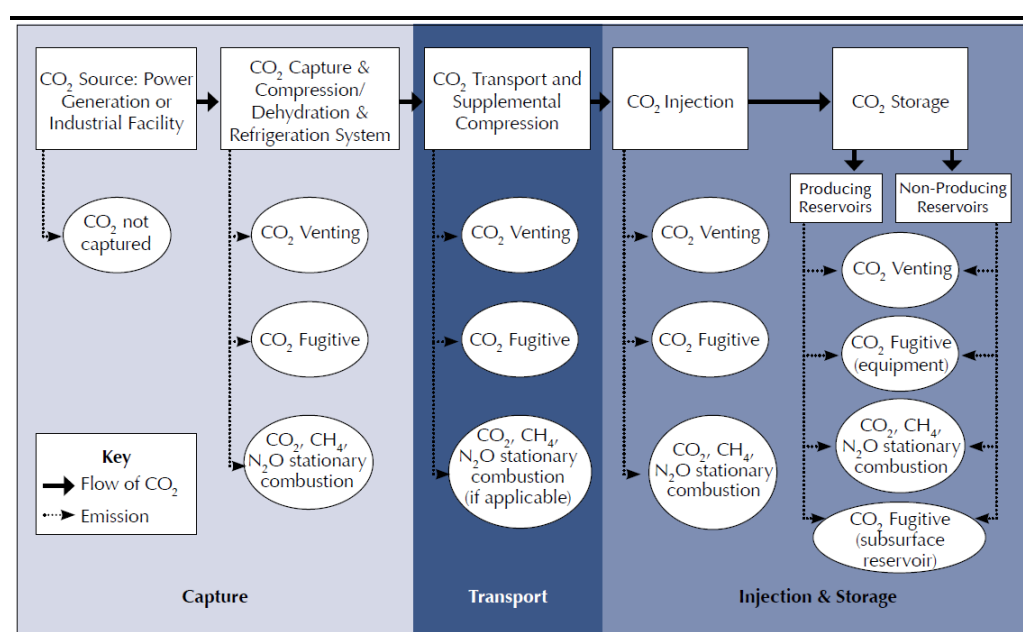 CO2 Source: Power
Generation or
Industrial Facility
CO2 Capture &
Compression/
Dehydration &
Refrigeration System
CO2 Transport and
Supplemental
Compression
CO2 Injection
CO2 Storage
Producing
Reservoirs
Non-Producing
Reservoirs
CO2 not
captured
CO2 Venting
CO2 Venting
CO2 Venting
CO2 Venting
CO2 Fugitive
CO2 Fugitive
CO2 Fugitive
CO2 Fugitive
(equipment)
CO2, CH4,
N2O stationary
combustion
CO2, CH4,
N2O stationary
combustion
(if applicable)
CO2, CH4,
N2O stationary
combustion
CO2, CH4,
N2O stationary
combustion
CO2 Fugitive
(subsurface
reservoir)
Key
Flow of CO2
Emission
Capture
Transport
Injection & Storage